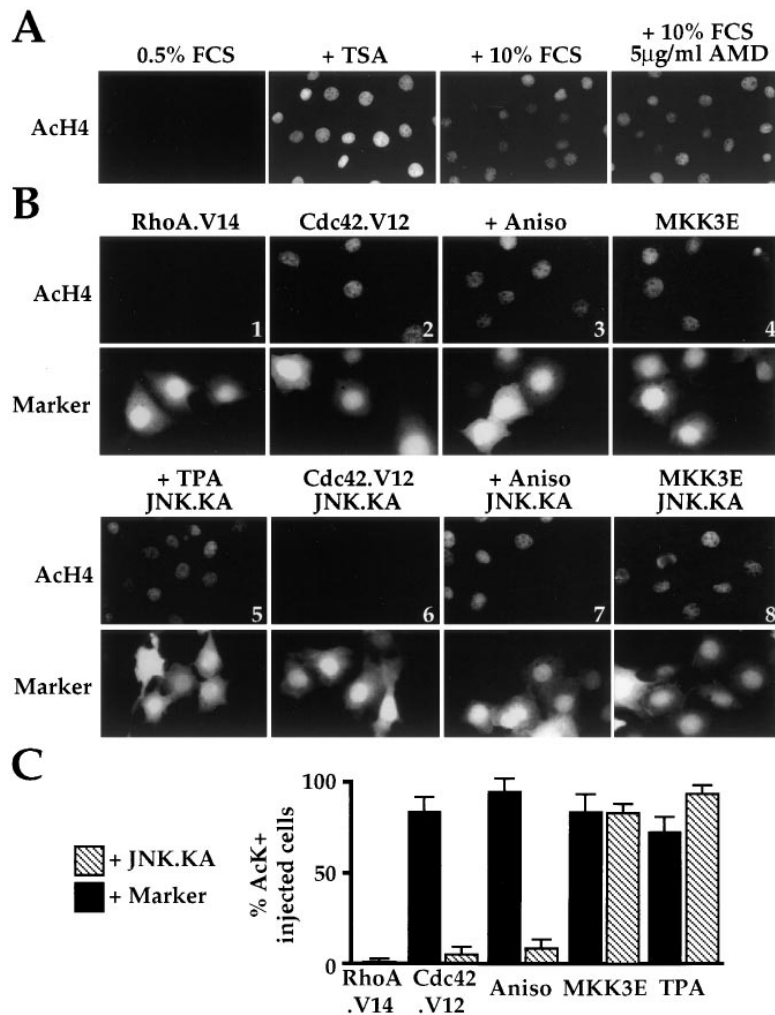 A
0.5% FCS
+ TSA
+ 10% FCS
+ 10% FCS
5μg/ml AMD
AcH4
B
RhoA.V14
Cdc42.V12
+ Aniso
MKK3E
AcH4
1
2
3
4
Marker
+ TPA
JNK.KA
Cdc42.V12
JNK.KA
+ Aniso
JNK.KA
MKK3E
JNK.KA
AcH4
5
6
7
8
Marker
C
+ JNK.KA
+ Marker
% AcK+
injected cells
100
50
0
RhoA
.V14
Cdc42
.V12
Aniso
MKK3E
TPA